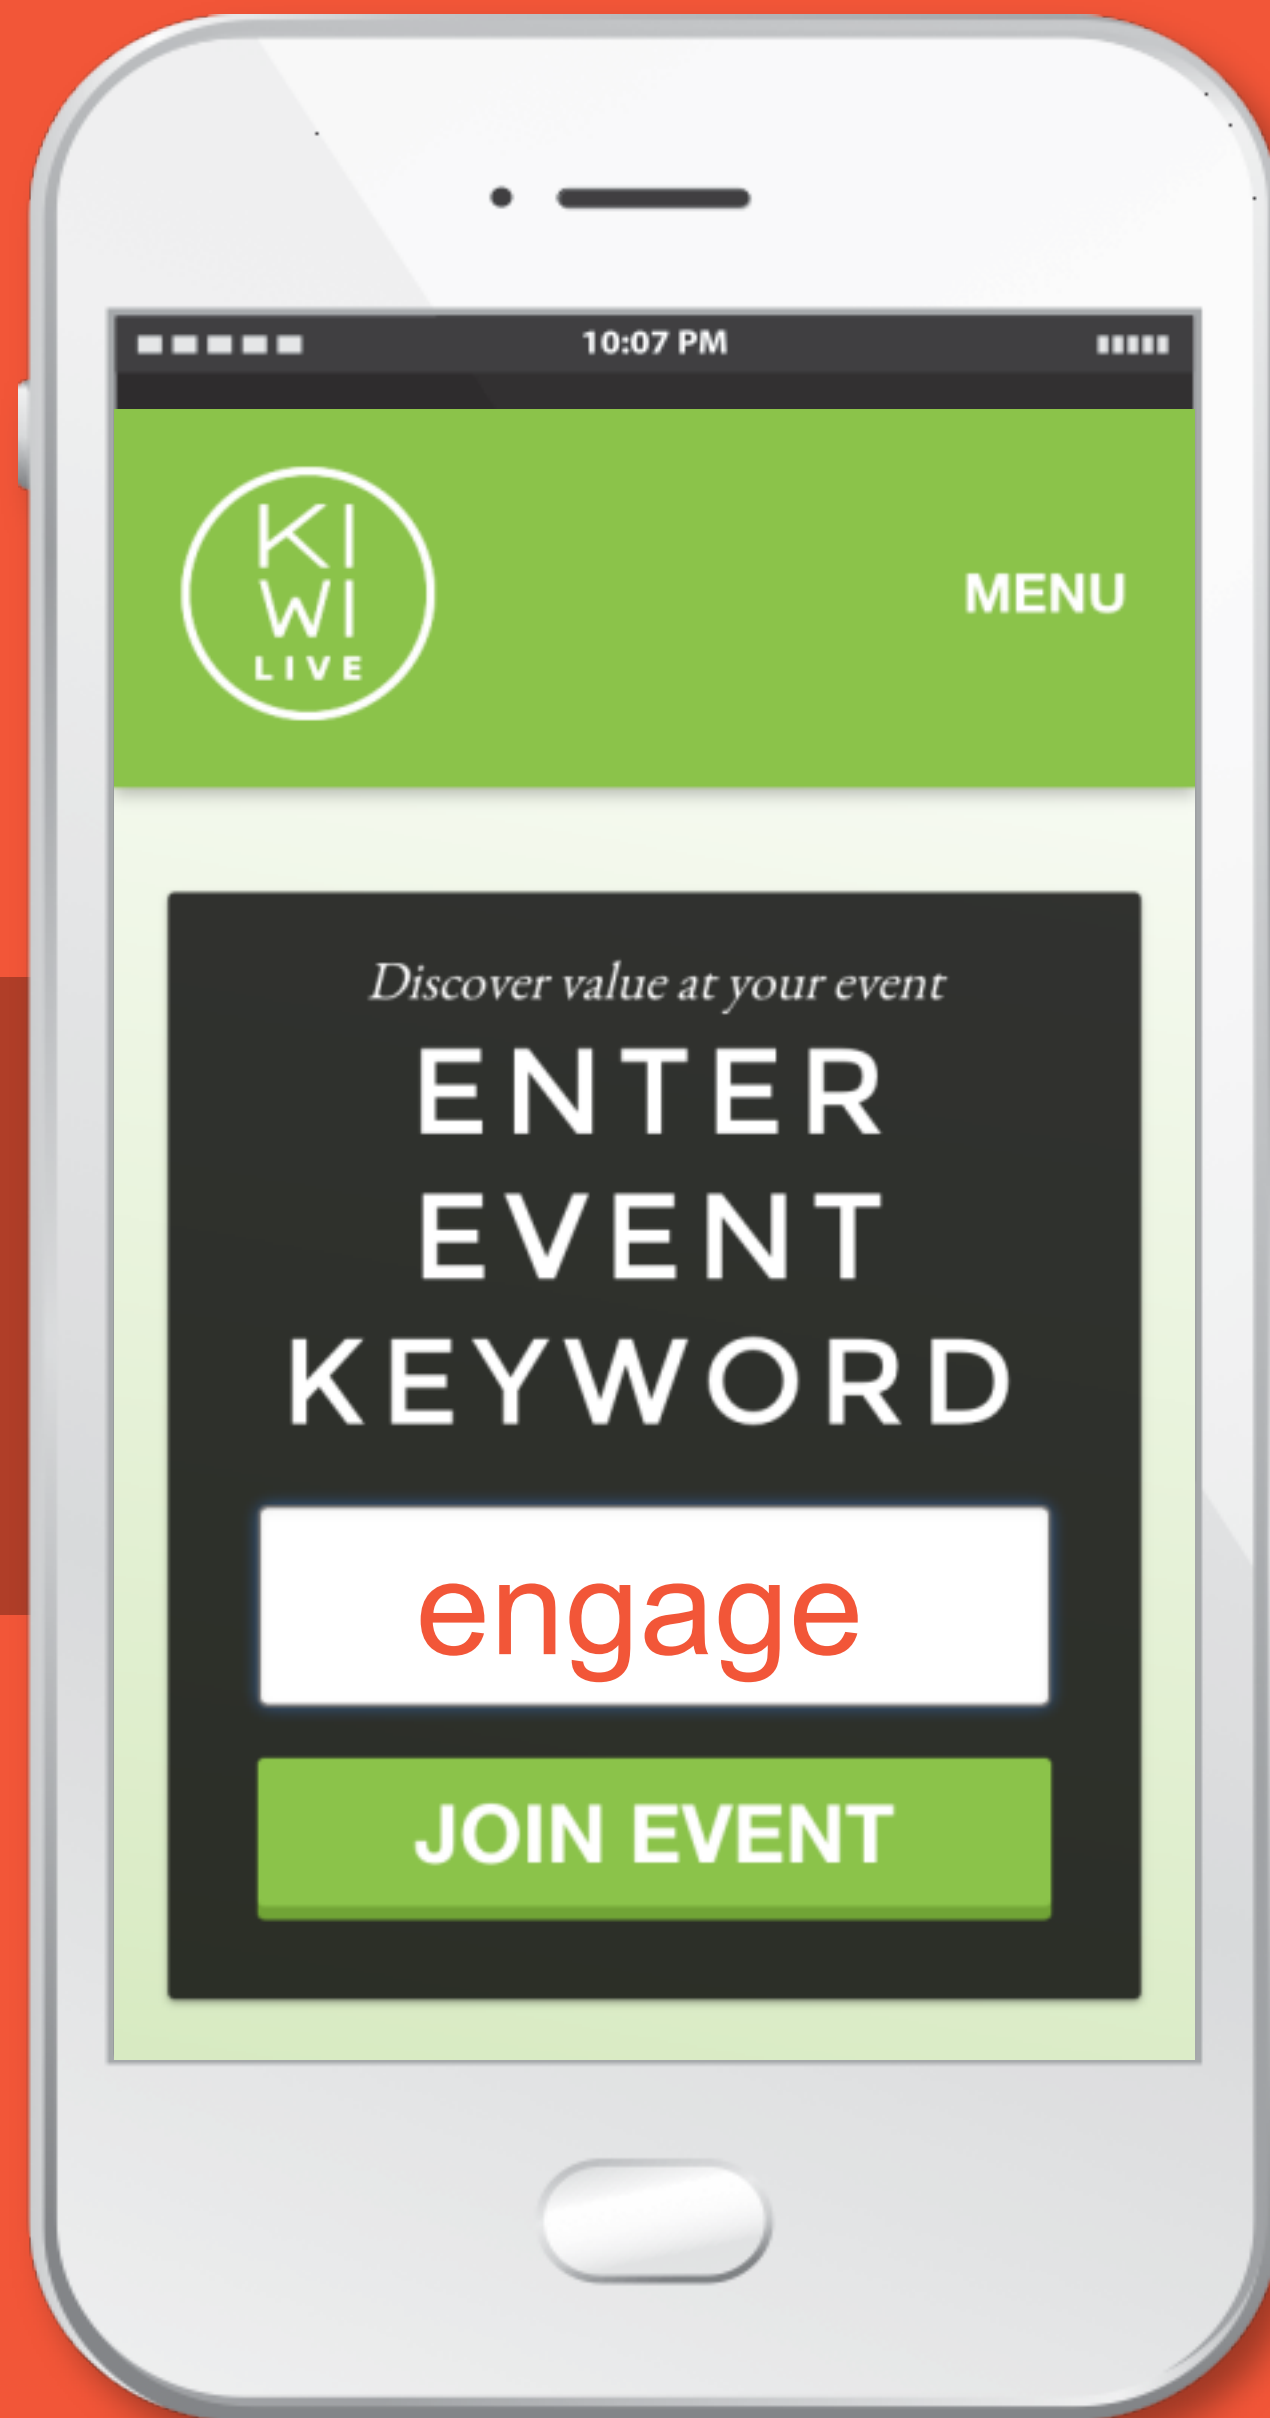 10:07 PM
KI
WI
LIVE
MENU
Discover value at your event
ENTER
EVENT
KEYWORD
engage
JOIN EVENT